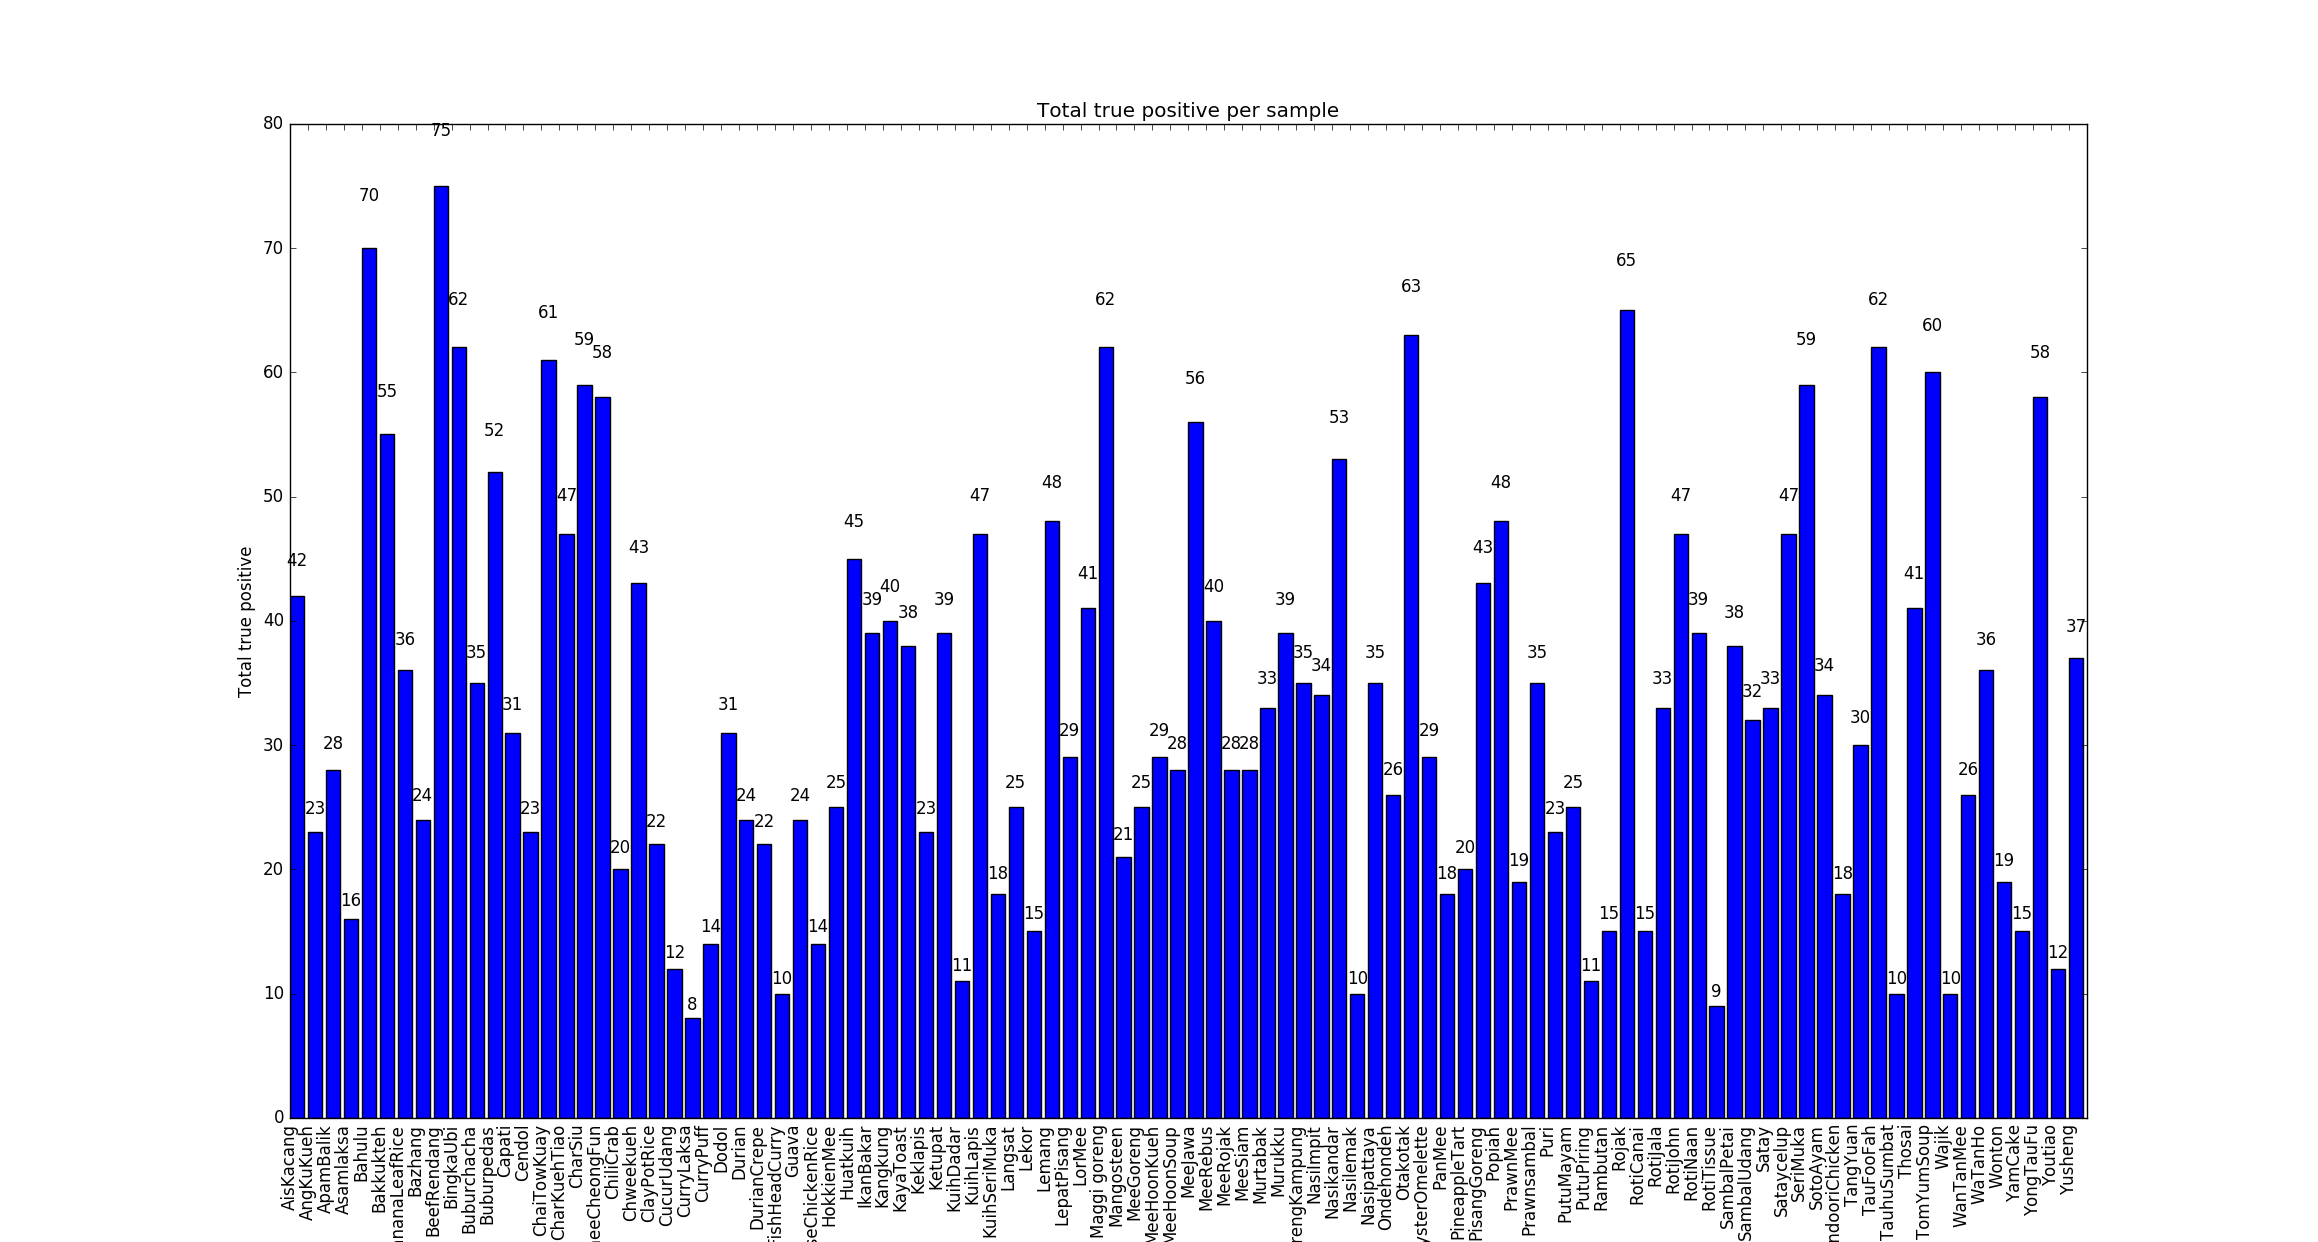 Total true positive per sample
Total true positive
80
70
60
50
40
30
20
10
0
42
23
28
16
70
55
36
24
75
62
35
52
31
23
61
47
59
58
20
43
22
12
8
14
31
24
22
10
24
14
25
45
39
40
38
23
39
11
47
18
25
15
48
29
41
62
21
25
29
28
56
40
28
28
33
39
35
34
53
10
35
26
63
29
18
20
43
48
19
35
23
25
11
15
65
15
33
47
39
9
38
32
33
47
59
34
18
30
62
10
41
60
10
26
36
19
15
58
12
37
AisKacang
AngKuKueh
ApamBalik
Asamlaksa
Bahulu
Bakkukteh
nanaLeafRice
Bazhang
BeefRendang
BingkaUbi
Buburchacha
Buburpedas
Capati
Cendol
ChaiTowKuay
CharKuehTiao
CharSiu
eeCheongFun
ChiliCrab
Chweekueh
ClayPotRice
CucurUdang
CurryLaksa
CurryPuff
Dodol
Durian
DurianCrepe
FishHeadCurry
Guava
seChickenRice
HokkienMee
Huatkuih
IkanBakar
Kangkung
KayaToast
Keklapis
Ketupat
KuihDadar
KuihLapis
KuihSeriMuka
Langsat
Lekor
Lemang
LepatPisang
LorMee
Maggi goreng
Mangosteen
MeeGoreng
MeeHoonKueh
MeeHoonSoup
MeeJawa
MeeRebus
MeeRojak
MeeSiam
Murtabak
Murukku
rengKampung
NasiImpit
Nasikandar
Nasilemak
Nasipattaya
Ondehondeh
Otakotak
ysterOmelette
PanMee
PineappleTart
PisangGoreng
Popiah
PrawnMee
Prawnsambal
Puri
PutuMayam
PutuPiring
Rambutan
Rojak
RotiCanai
RotiJala
RotiJohn
RotiNaan
RotiTissue
SambalPetai
SambalUdang
Satay
Sataycelup
SeriMuka
SotoAyam
ndooriChicken
TangYuan
TauFooFah
TauhuSumbat
Thosai
TomYumSoup
Wajik
WanTanMee
WaTanHo
Wonton
YamCake
YongTauFu
Youtiao
Yusheng